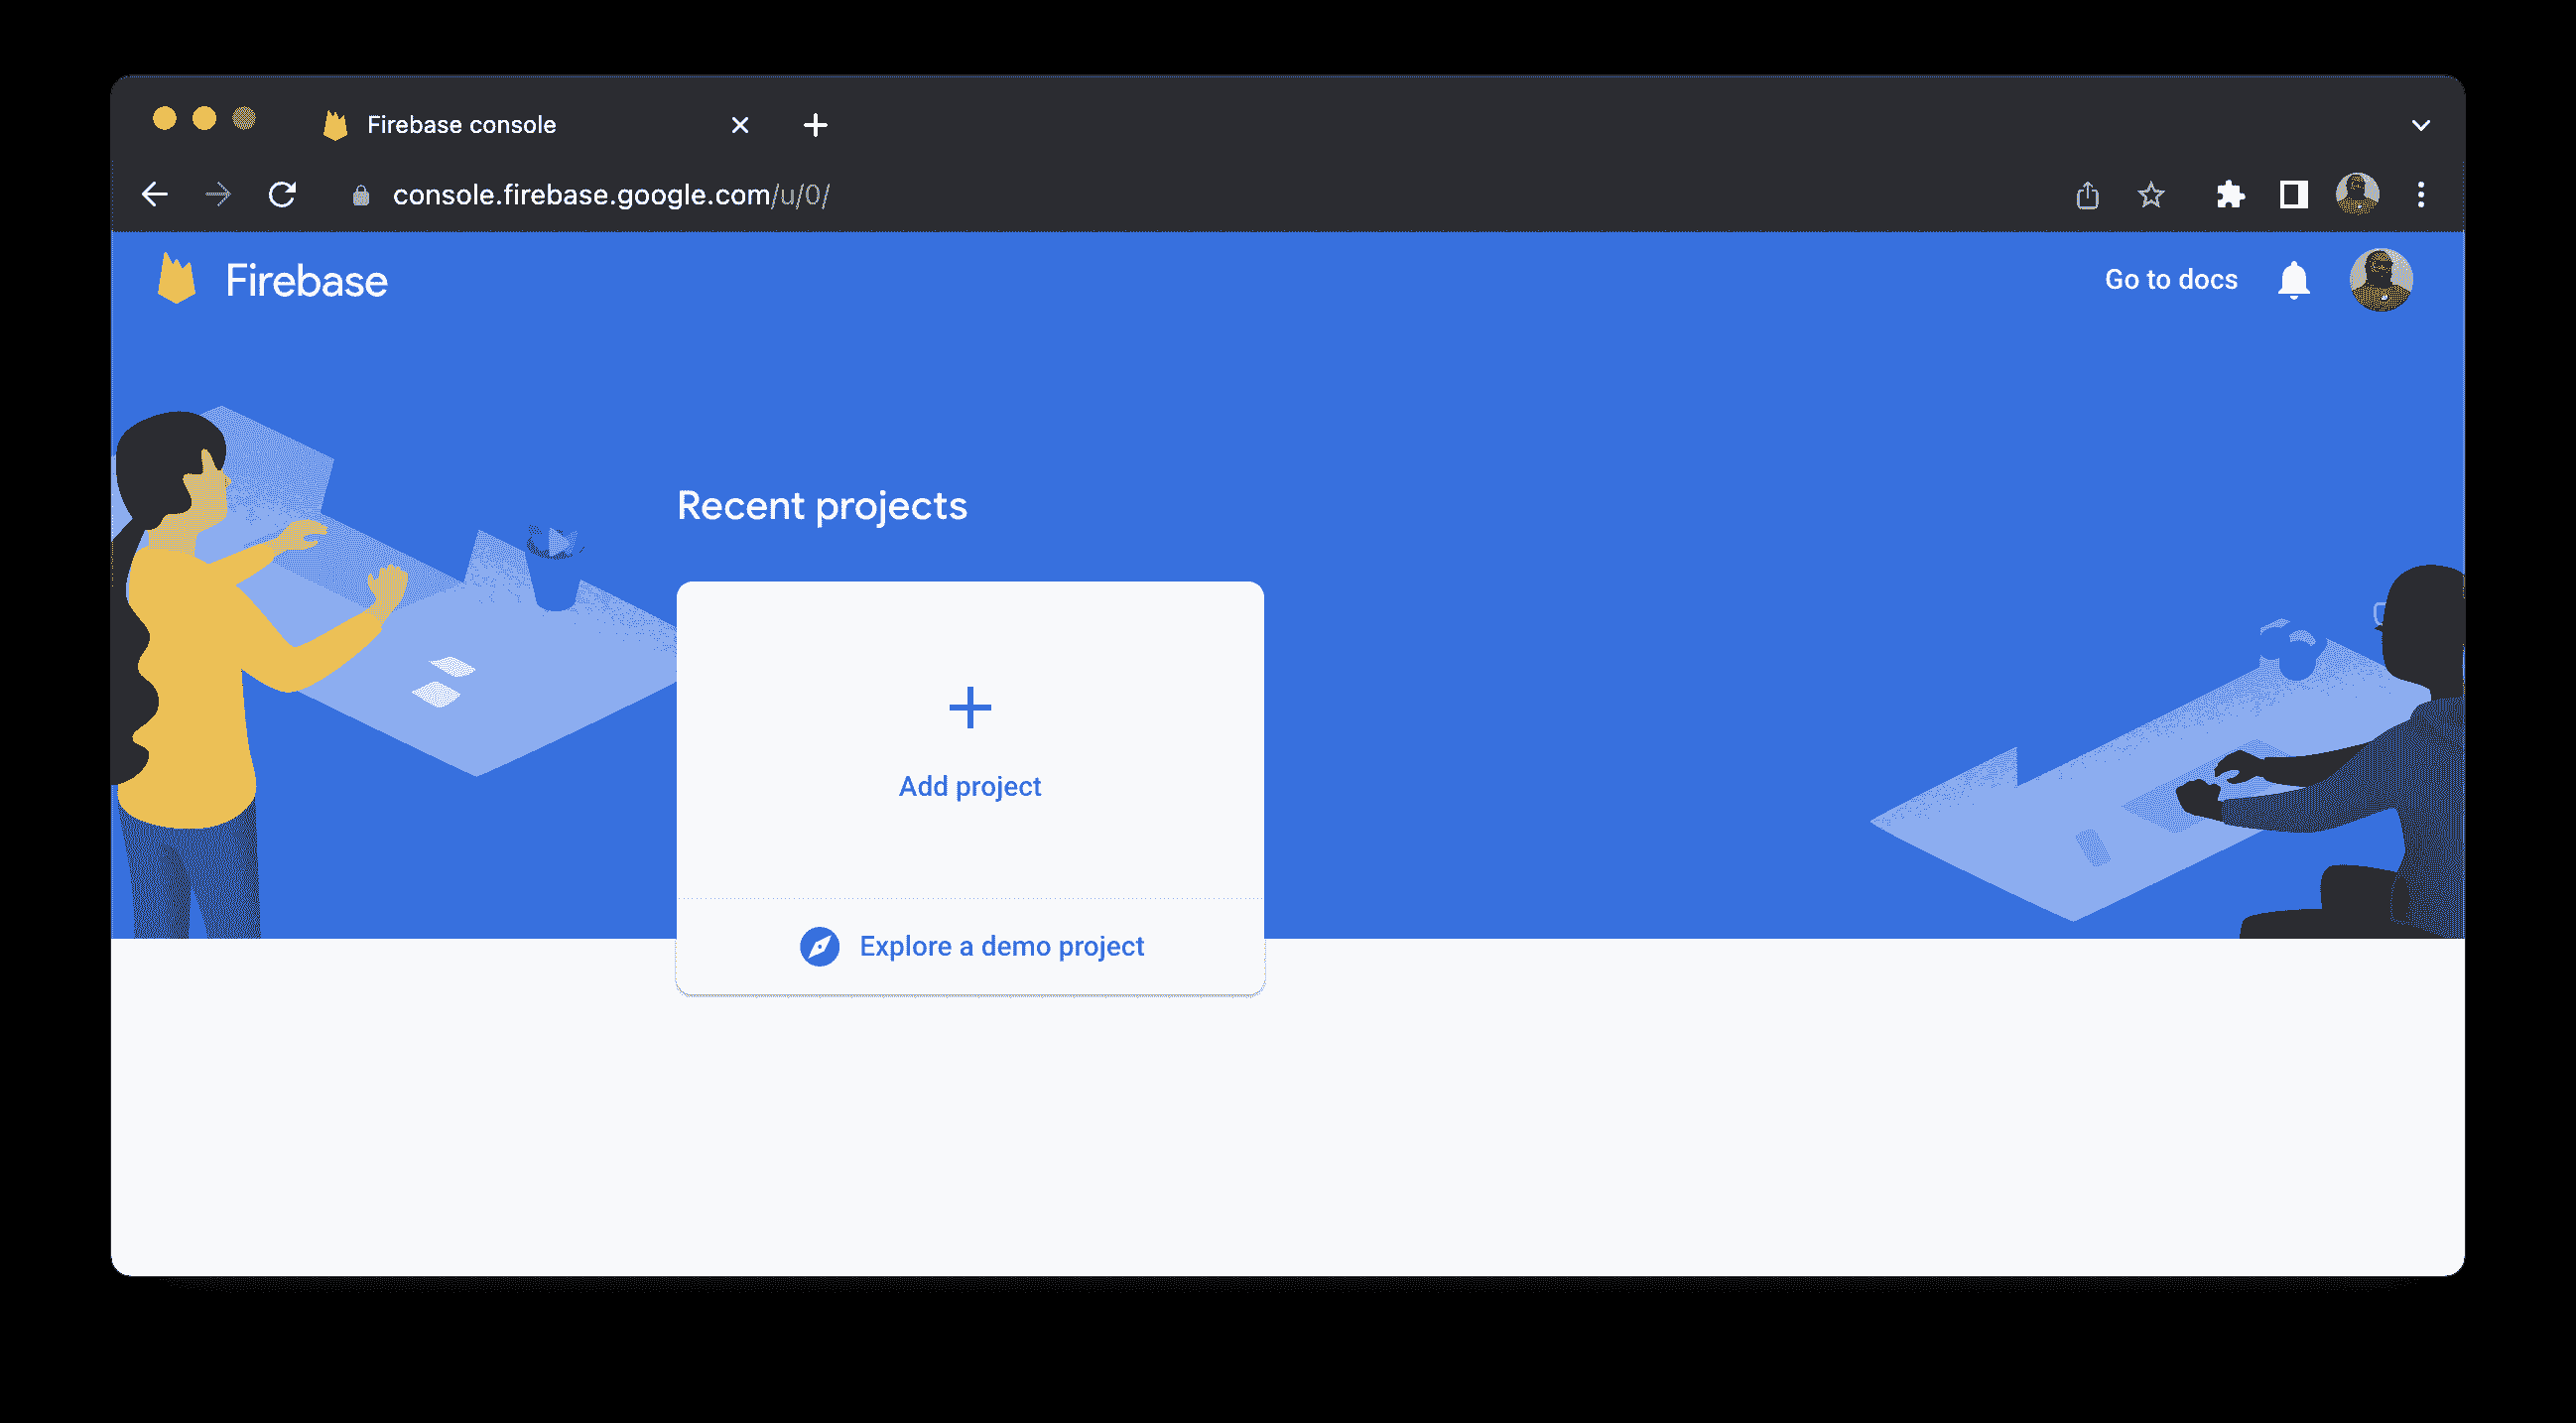 Firebase console
console.firebase.google.com/u/0/
Firebase
Go to docs
Recent projects
Add project
Explore a demo project